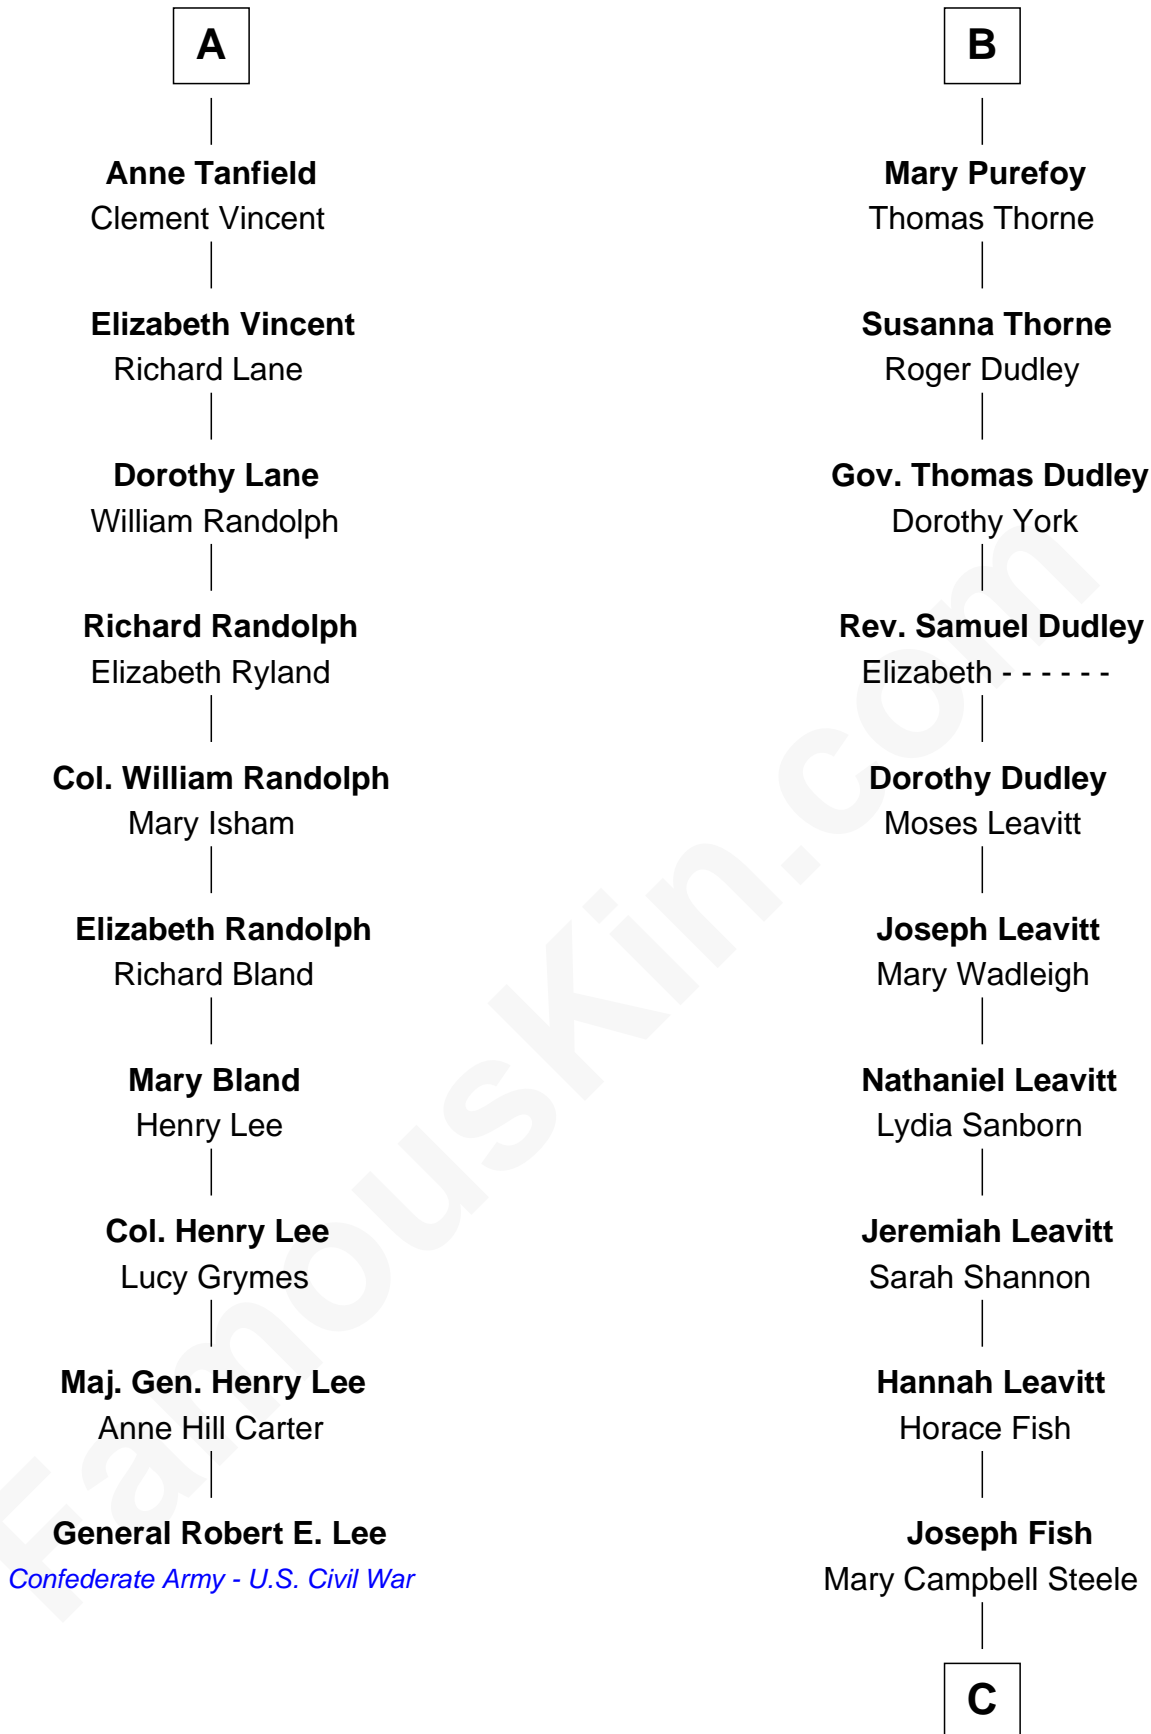 A
Anne Tanfield
Clement Vincent
Elizabeth Vincent
Richard Lane
Dorothy Lane
William Randolph
Richard Randolph
Elizabeth Ryland
Col. William Randolph
Mary Isham
Elizabeth Randolph
Richard Bland
Mary Bland
Henry Lee
Col. Henry Lee
Lucy Grymes
Maj. Gen. Henry Lee
Anne Hill Carter
General Robert E. Lee
Confederate Army - U.S. Civil War
B
Mary Purefoy
Thomas Thorne
Susanna Thorne
Roger Dudley
Gov. Thomas Dudley
Dorothy York
Rev. Samuel Dudley
Elizabeth - - - - - -
Dorothy Dudley
Moses Leavitt
Joseph Leavitt
Mary Wadleigh
Nathaniel Leavitt
Lydia Sanborn
Jeremiah Leavitt
Sarah Shannon
Hannah Leavitt
Horace Fish
Joseph Fish
Mary Campbell Steele
C
FamousKin.com